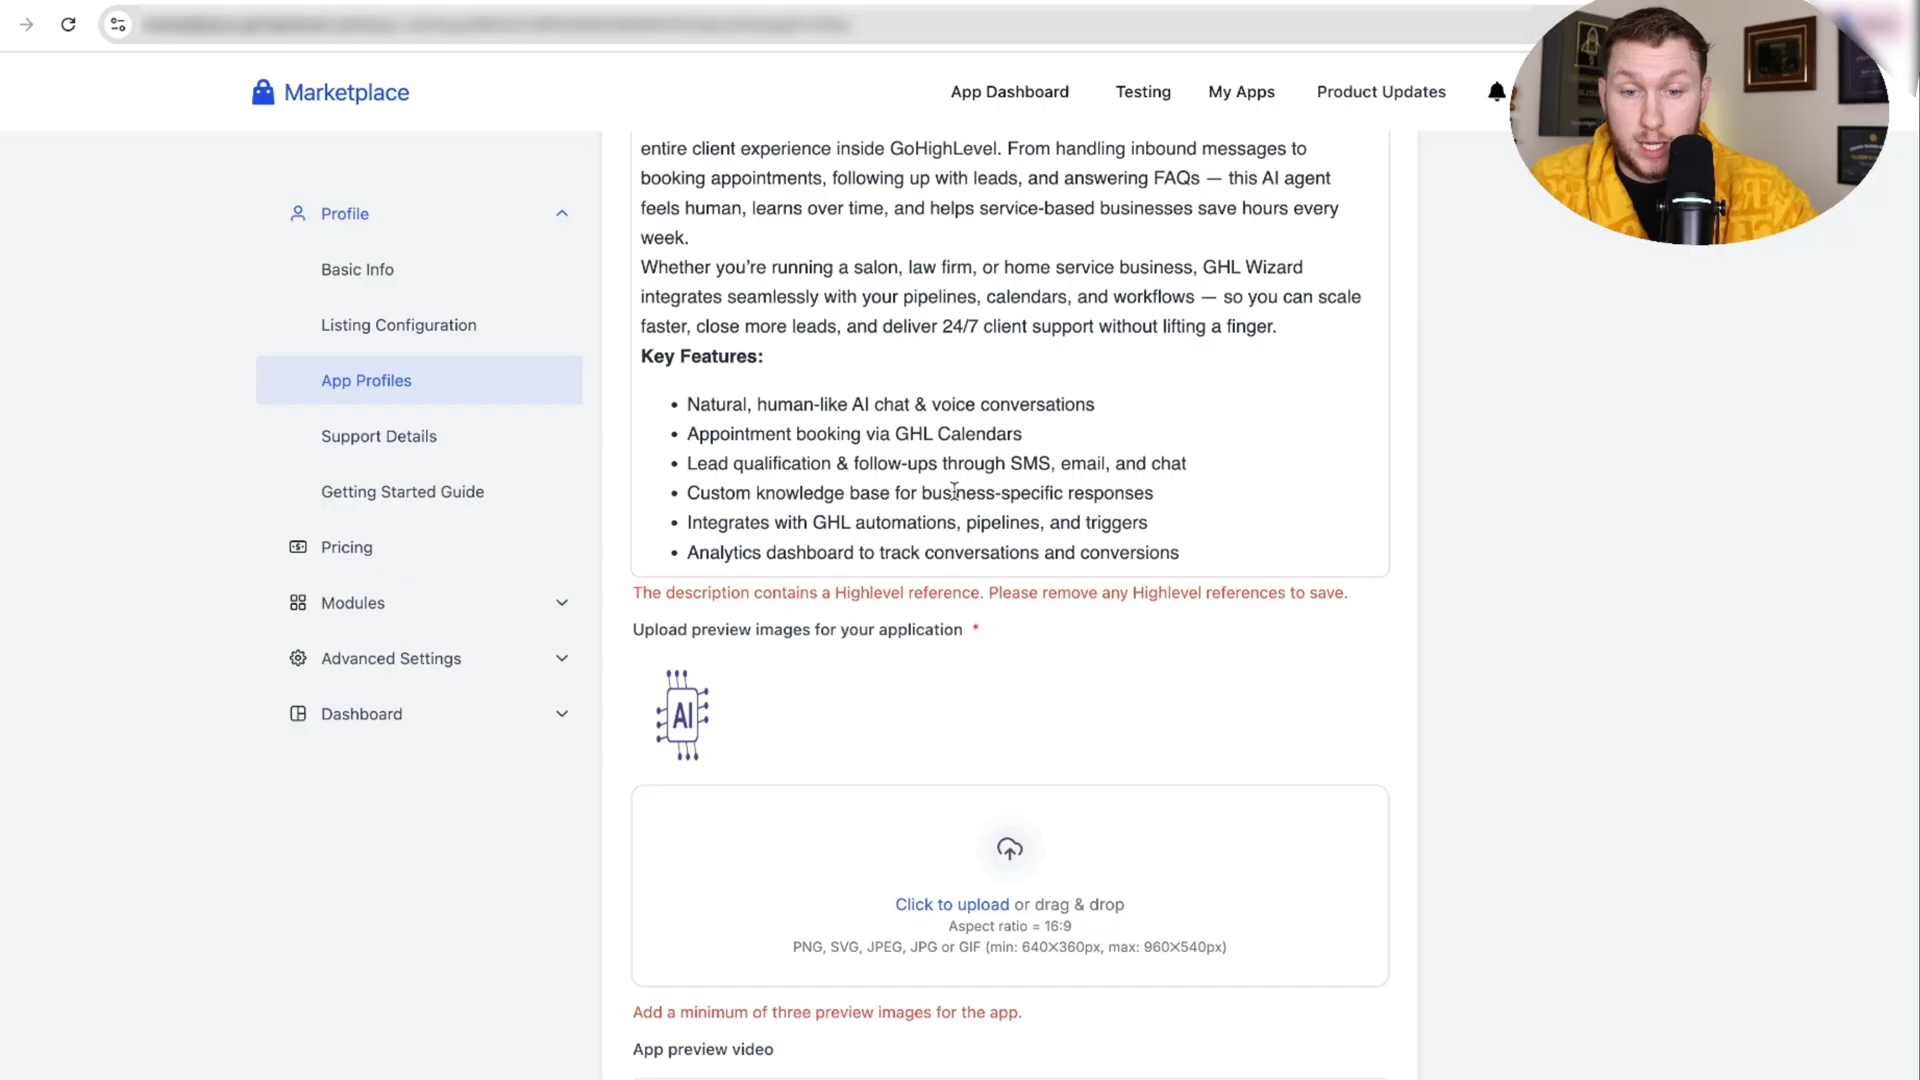 Marketplace
App Dashboard
Testing
My Apps
Product Updates
Profile
Basic Info
Listing Configuration
App Profiles
Support Details
Getting Started Guide
Pricing
Modules
Advanced Settings
Dashboard
entire client experience inside GoHighLevel. From handling inbound messages to
booking appointments, following up with leads, and answering FAQs — this AI agent
feels human, learns over time, and helps service-based businesses save hours every
week.
Whether you’re running a salon, law firm, or home service business, GHL Wizard
integrates seamlessly with your pipelines, calendars, and workflows — so you can scale
faster, close more leads, and deliver 24/7 client support without lifting a finger.
Key Features:
• Natural, human-like AI chat & voice conversations
• Appointment booking via GHL Calendars
• Lead qualification & follow-ups through SMS, email, and chat
• Custom knowledge base for business-specific responses
• Integrates with GHL automations, pipelines, and triggers
• Analytics dashboard to track conversations and conversions
The description contains a Highlevel reference. Please remove any Highlevel references to save.
Upload preview images for your application *
AI
Click to upload or drag & drop
Aspect ratio = 16:9
PNG, SVG, JPEG, JPG or GIF (min: 640X360px, max: 960X540px)
Add a minimum of three preview images for the app.
App preview video